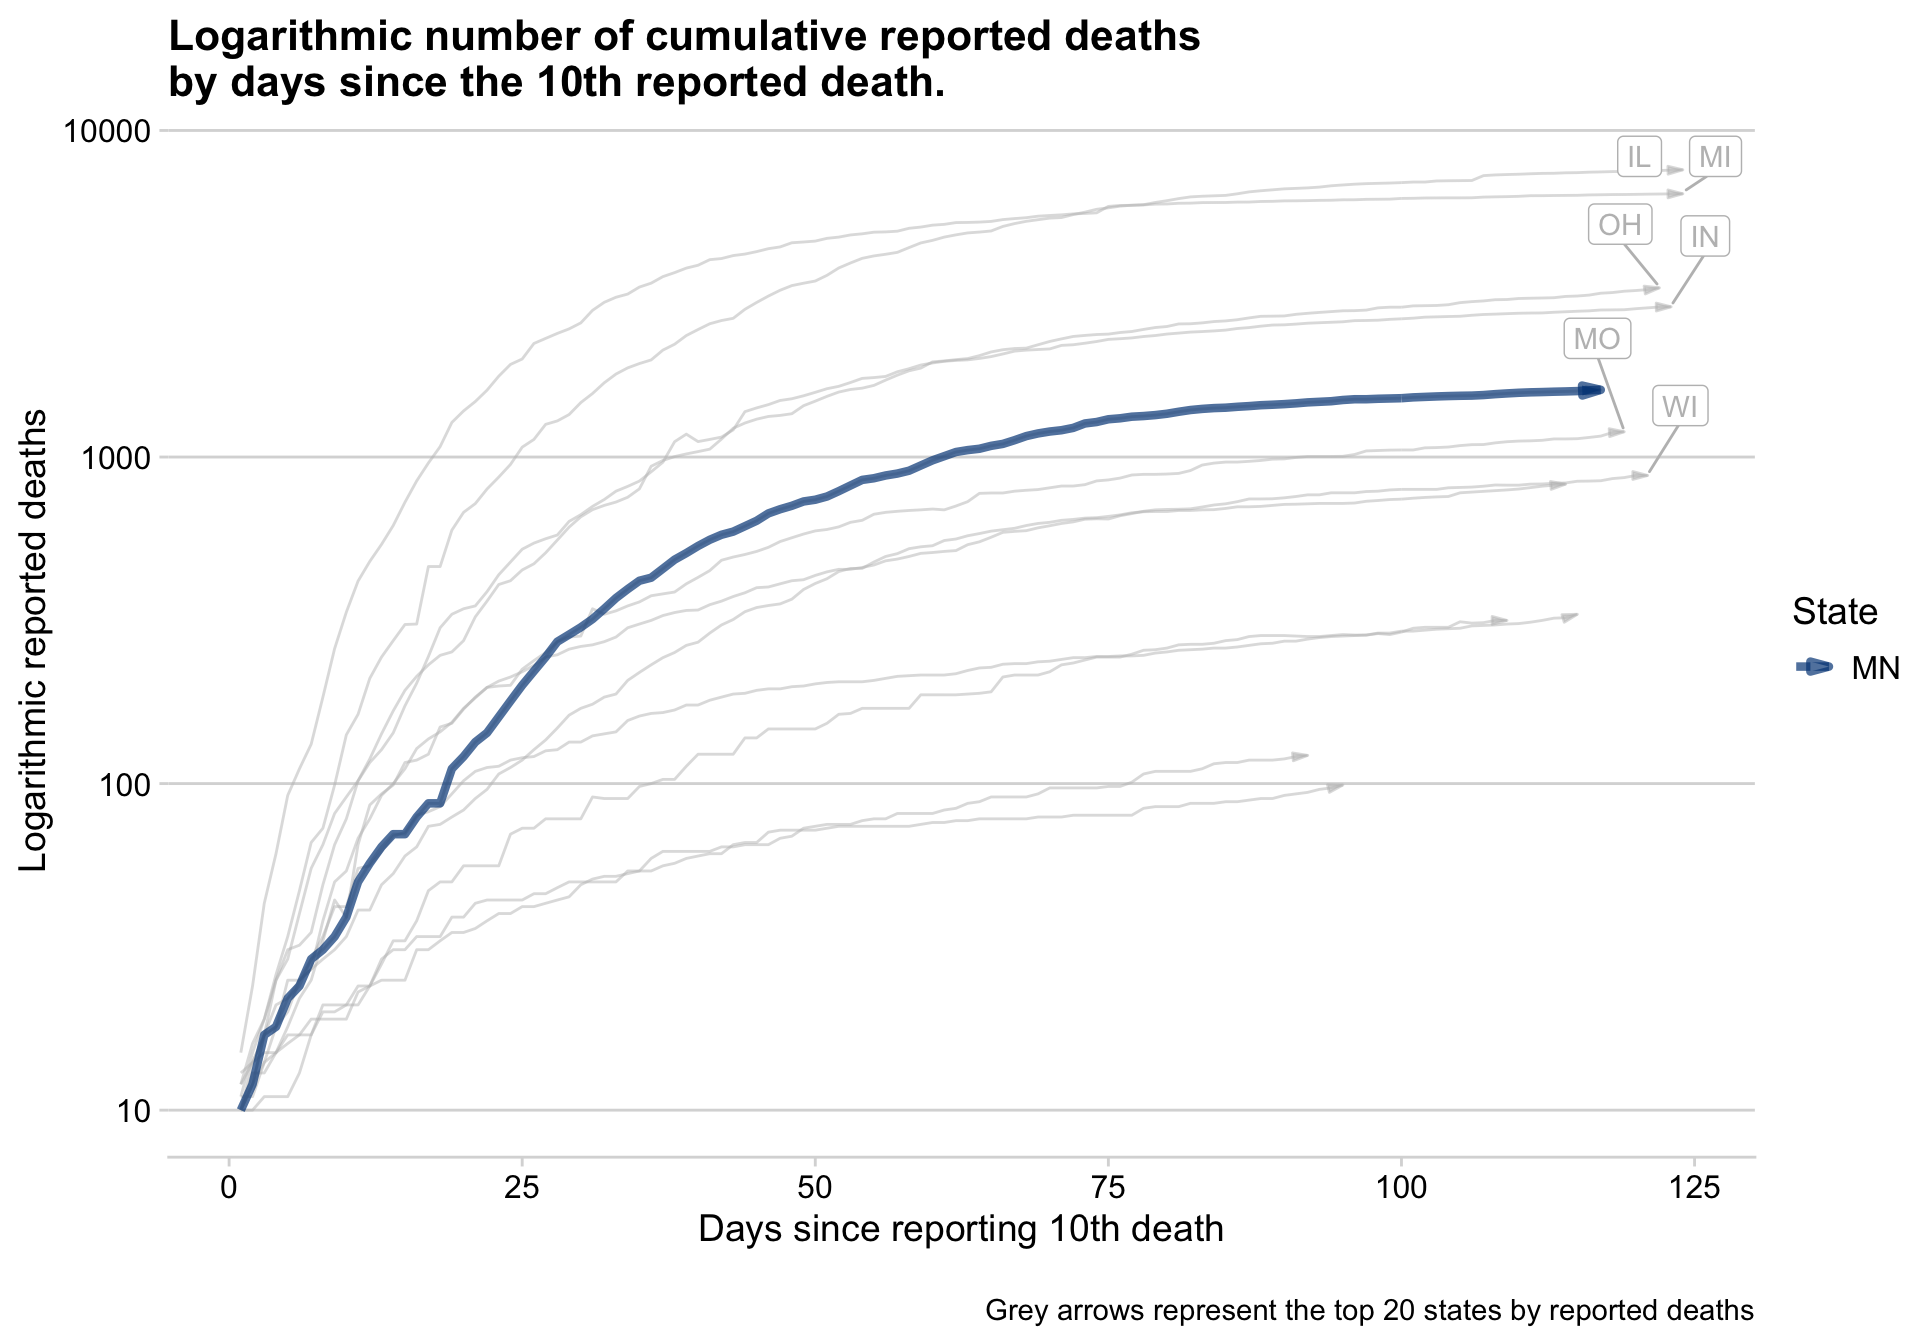 Logarithmic number of cumulative reported deaths
by days since the 10th reported death.
10000
1000
100
10
Logarithmic reported deaths
IL
MI
OH
IN
MO
WI
State
MN
0
25
50
75
100
125
Days since reporting 10th death
Grey arrows represent the top 20 states by reported deaths